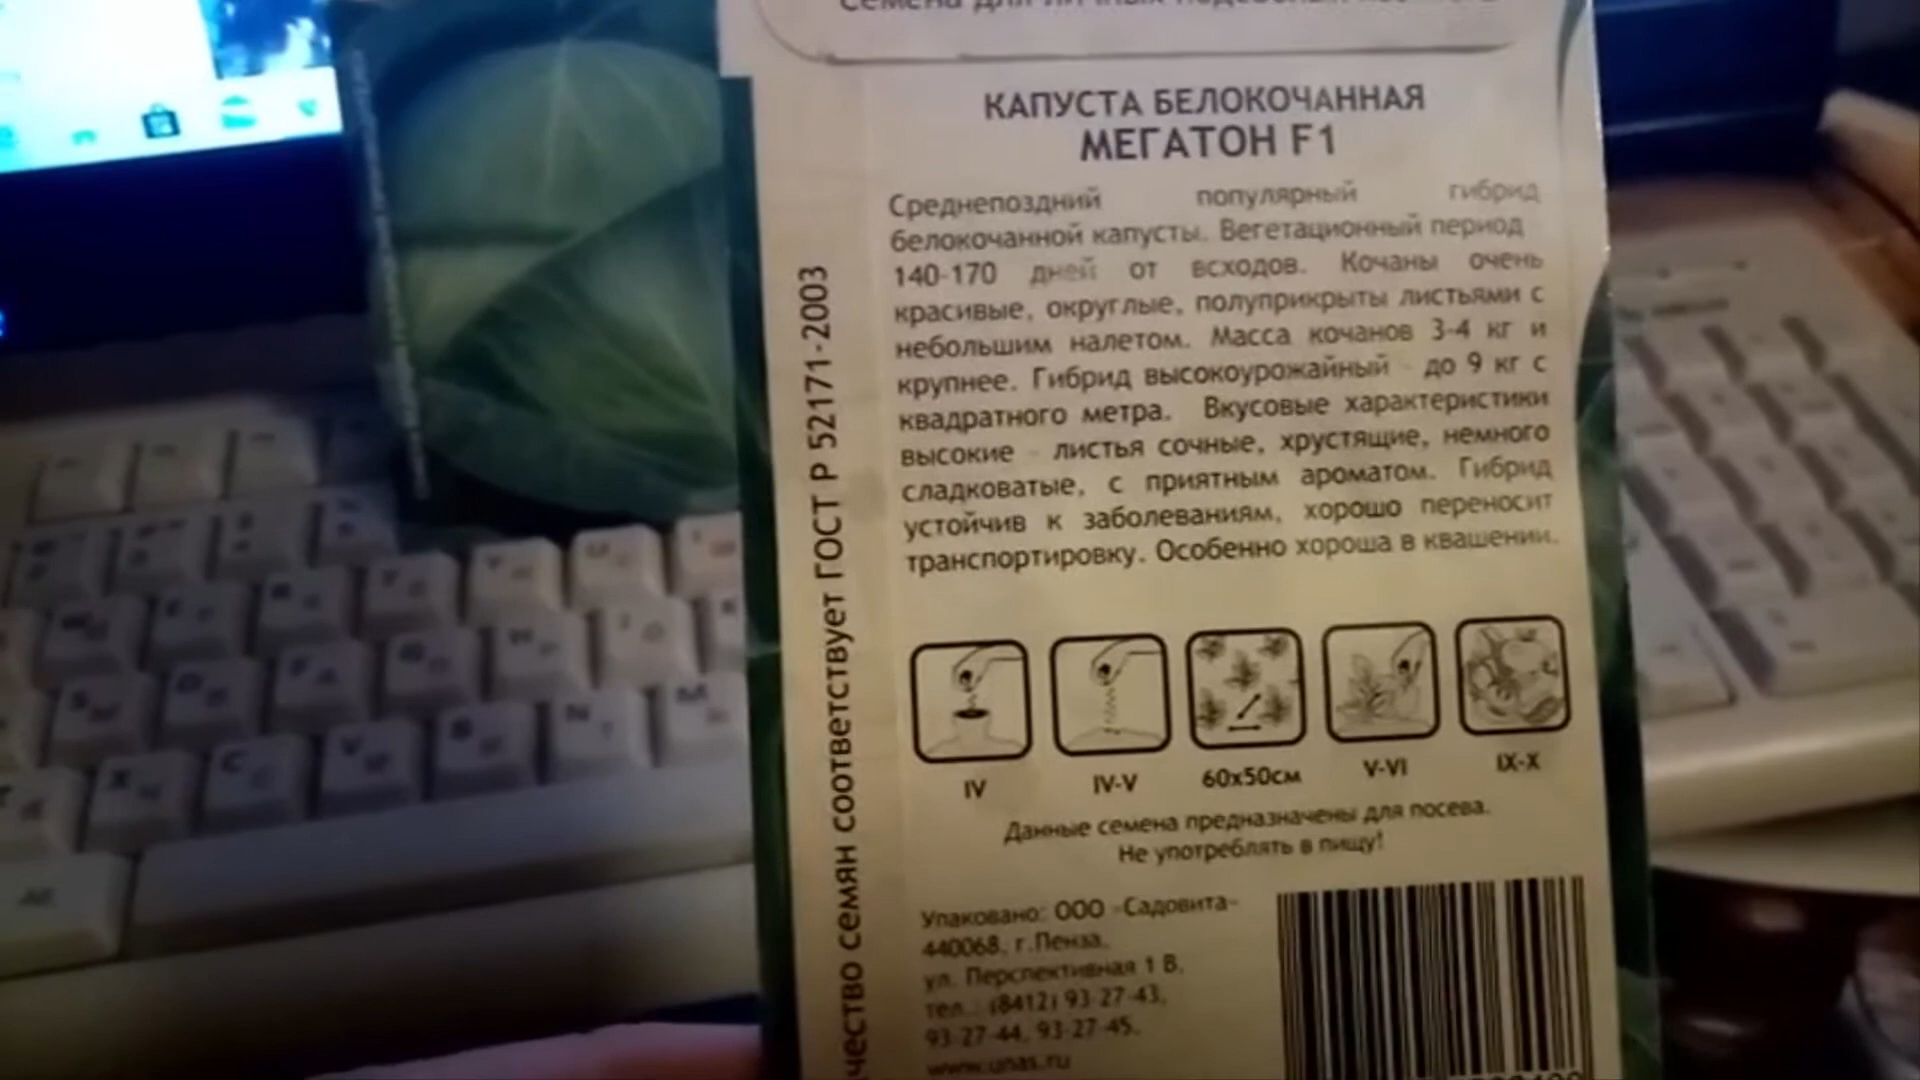 Семена для личных подсобных
КАПУСТА БЕЛОКОЧАННАЯ
МЕГАТОН F1
Среднепоздний популярный гибрид
белокочанной капусты. Вегетационный период
140-170 дней от всходов. Кочаны очень
красивые, округлые, полуприкрыты листьями с
небольшим налетом. Масса кочанов 3-4 кг и
крупнее. Гибрид высокоурожайный - до 9 кг с
квадратного метра. Вкусовые характеристики
высокие - листья сочные, хрустящие, немного
сладковатые, с приятным ароматом. Гибрид
устойчив к заболеваниям, хорошо переносит
транспортировку. Особенно хороша в квашении.
IV IV-V 60x50см V-VI IX-X
Данные семена предназначены для посева.
Не употреблять в пищу!
Упаковано: ООО "Садовита"
440068, г.Пенза,
ул. Перспективная 1 В,
тел.: (8412) 93-27-43,
93-27-44, 93-27-45.
www.unas.ru
чество семян соответствует ГОСТ Р 52171-2003